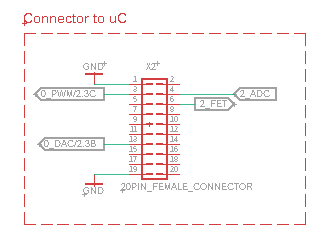 Connector to uC
GND
X2
1 2
3 4
5 6
7 8
9 10
11 12
13 14
15 16
17 18
19 20
0_PWM/2.3C
2_ADC
2_FET
0_DAC/2.3B
GND
20PIN_FEMALE_CONNECTOR